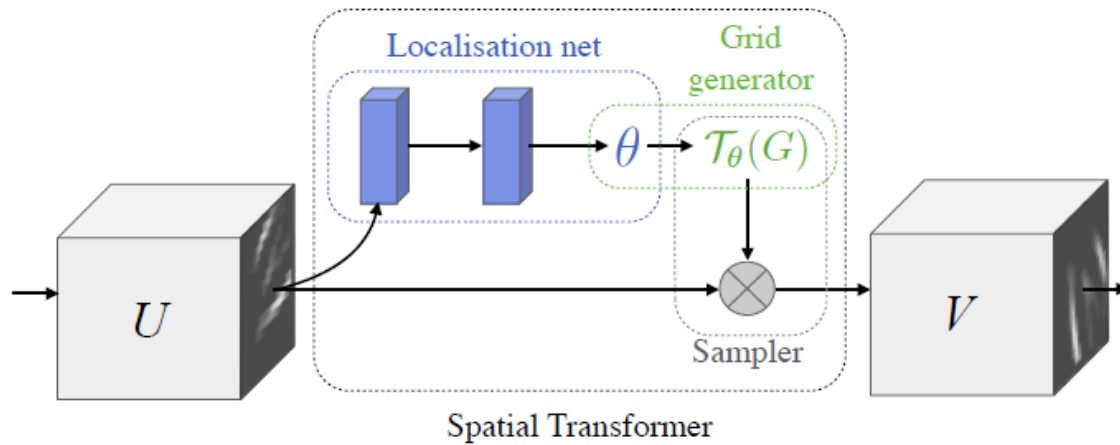 Localisation net
Grid
generator
θ
𝒯θ(G)
U
V
Sampler
Spatial Transformer